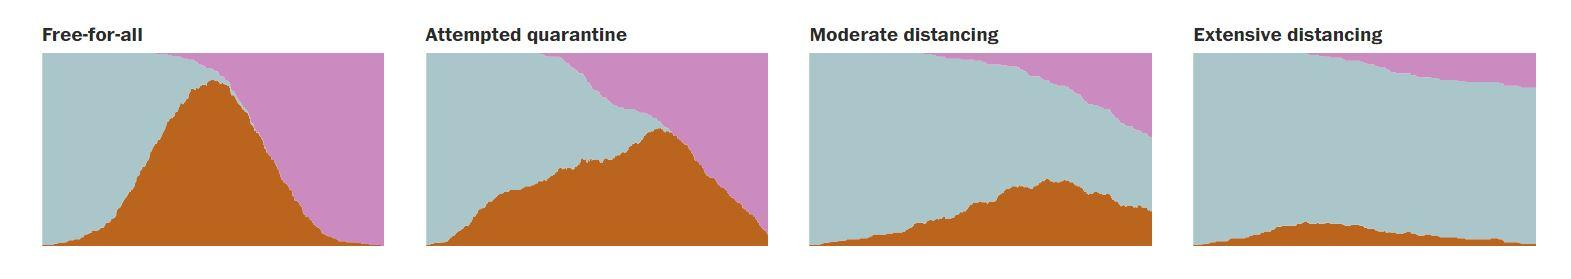 Free-for-all
Attempted quarantine
Moderate distancing
Extensive distancing